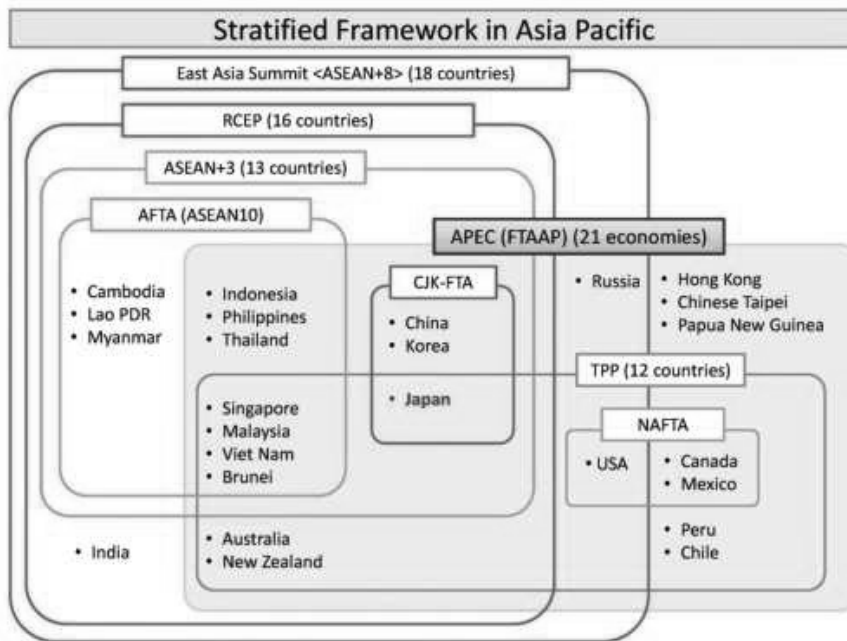 Stratified Framework in Asia Pacific
East Asia Summit <ASEAN+8> (18 countries)
RCEP (16 countries)
ASEAN+3 (13 countries)
AFTA (ASEAN10)
APEC (FTAAP) (21 economies)
• Cambodia
• Lao PDR
• Myanmar
• Indonesia
• Philippines
• Thailand
CJK-FTA
• China
• Korea
• Japan
• Russia
• Hong Kong
• Chinese Taipei
• Papua New Guinea
TPP (12 countries)
• Singapore
• Malaysia
• Viet Nam
• Brunei
NAFTA
• USA
• Canada
• Mexico
• India
• Australia
• New Zealand
• Peru
• Chile